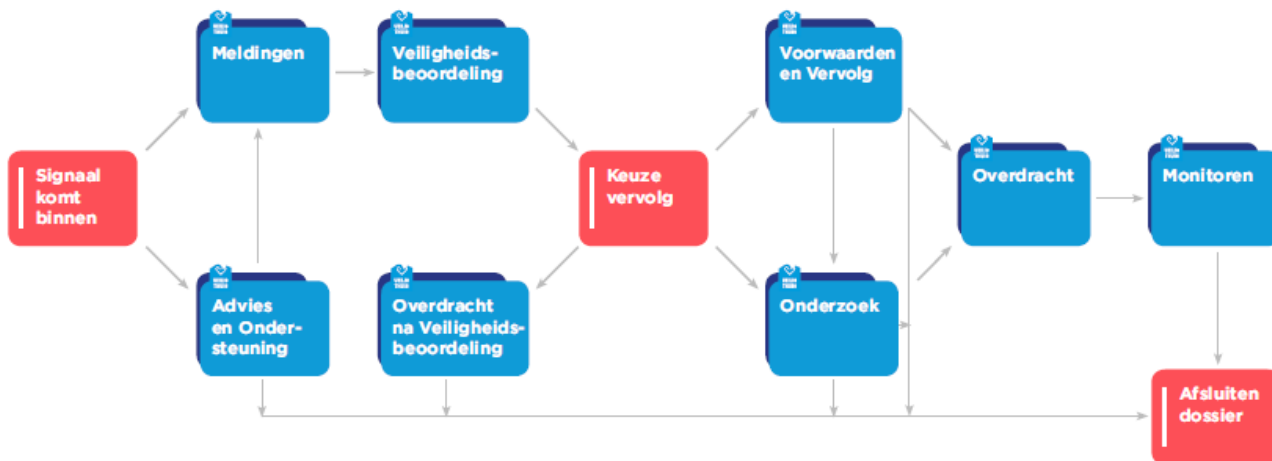 Meldingen
Veiligheids-
beoordeling
Voorwaarden
en Vervolg
Signaal
komt
binnen
Keuze
vervolg
Overdracht
Monitoren
Advies
en Onder-
steuning
Overdracht
na Veiligheids-
beoordeling
Onderzoek
Afsluiten
dossier